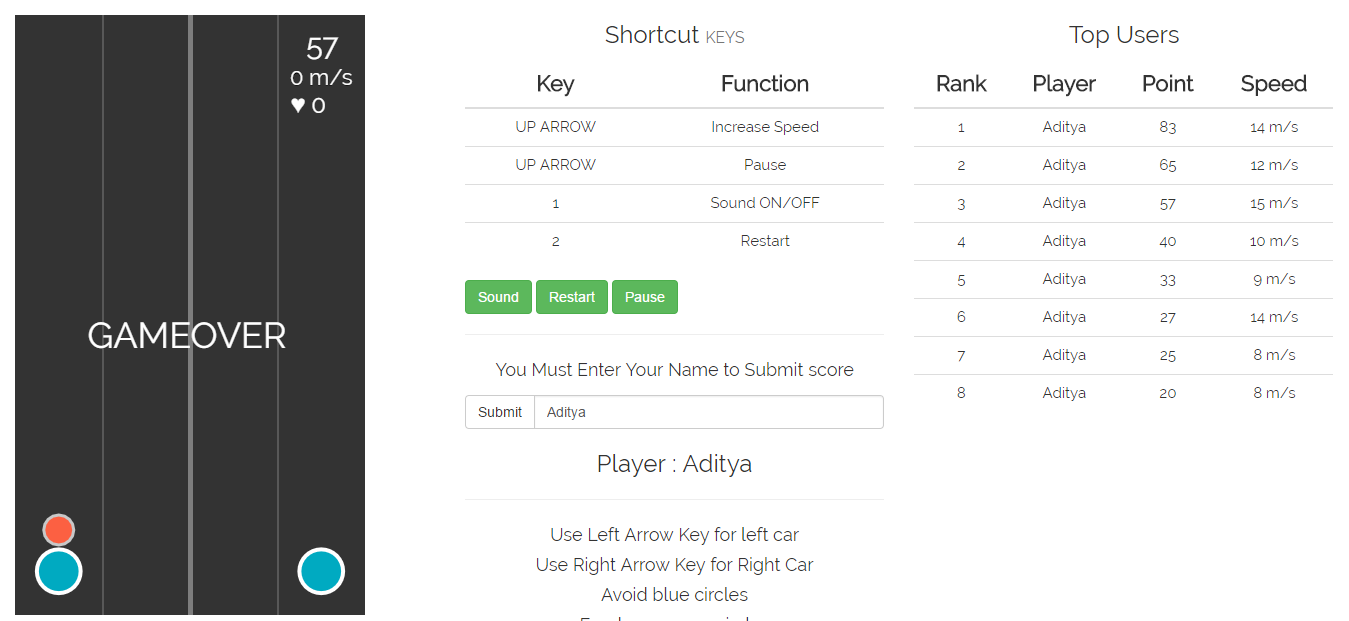 57
0 m/s
♥ 0
GAMEOVER
Shortcut KEYS
Key Function
UP ARROW Increase Speed
UP ARROW Pause
1 Sound ON/OFF
2 Restart
Sound Restart Pause
You Must Enter Your Name to Submit score
Submit Aditya
Player : Aditya
Use Left Arrow Key for left car
Use Right Arrow Key for Right Car
Avoid blue circles
Top Users
Rank Player Point Speed
1 Aditya 83 14 m/s
2 Aditya 65 12 m/s
3 Aditya 57 15 m/s
4 Aditya 40 10 m/s
5 Aditya 33 9 m/s
6 Aditya 27 14 m/s
7 Aditya 25 8 m/s
8 Aditya 20 8 m/s